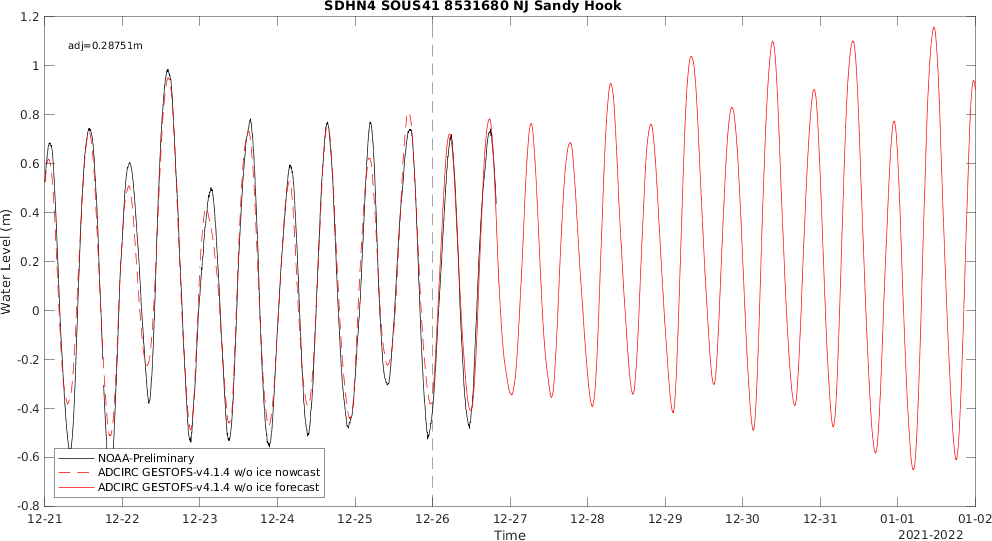 SDHN4 SOUS41 8531680 NJ Sandy Hook
adj=0.28751m
Water Level (m)
1.2
1
0.8
0.6
0.4
0.2
0
-0.2
-0.4
-0.6
-0.8
NOAA-Preliminary
ADCIRC GESTOFS-v4.1.4 w/o ice nowcast
ADCIRC GESTOFS-v4.1.4 w/o ice forecast
12-21 12-22 12-23 12-24 12-25 12-26 12-27 12-28 12-29 12-30 12-31 01-01 01-02
Time
2021-2022